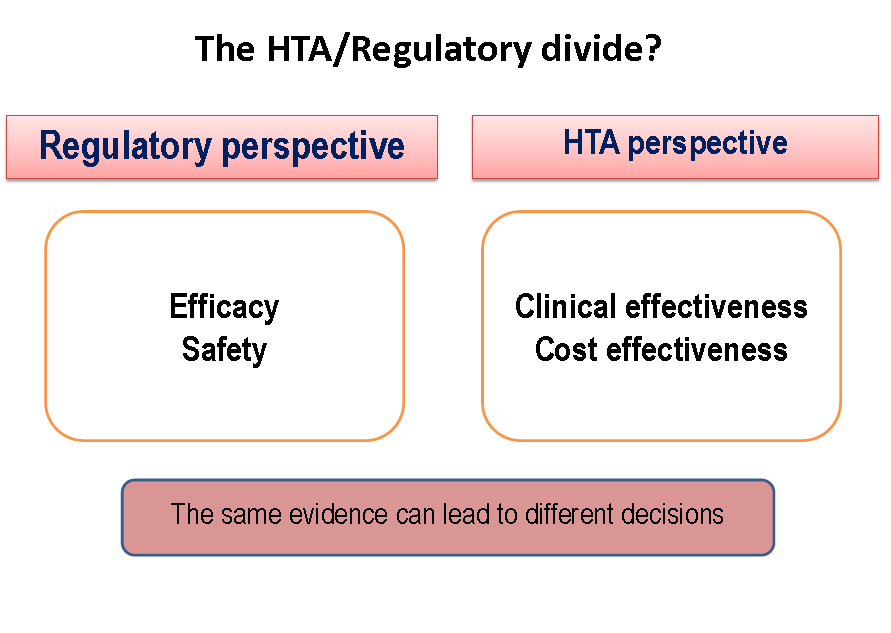 The HTA/Regulatory divide?
Regulatory perspective
HTA perspective
Efficacy
Safety
Clinical effectiveness
Cost effectiveness
The same evidence can lead to different decisions